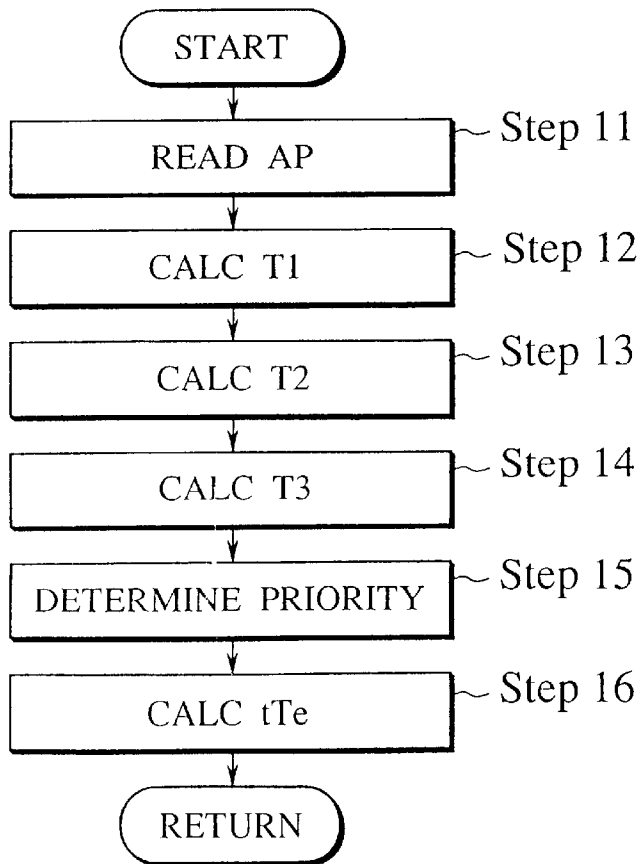 START
READ AP
Step 11
CALC T1
Step 12
CALC T2
Step 13
CALC T3
Step 14
DETERMINE PRIORITY
Step 15
CALC tTe
Step 16
RETURN